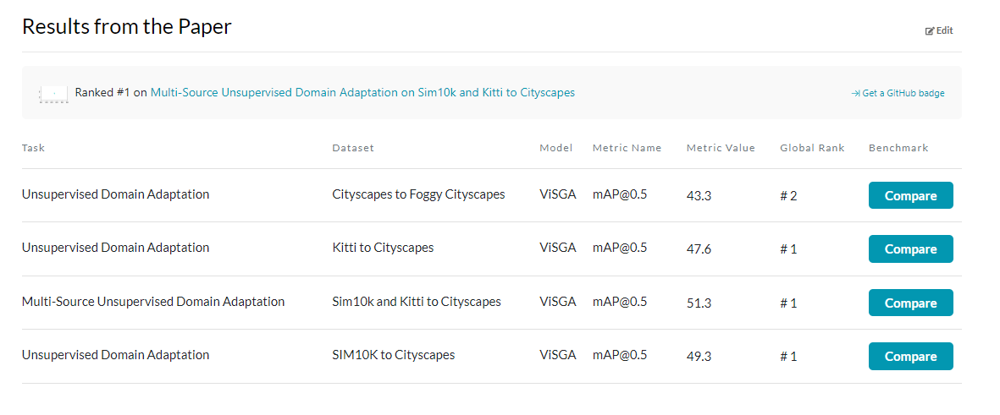 Results from the Paper
Edit
Ranked #1 on Multi-Source Unsupervised Domain Adaptation on Sim10k and Kitti to Cityscapes
Get a GitHub badge
Task Dataset Model Metric Name Metric Value Global Rank Benchmark
Unsupervised Domain Adaptation Cityscapes to Foggy Cityscapes ViSGA mAP@0.5 43.3 # 2 Compare
Unsupervised Domain Adaptation Kitti to Cityscapes ViSGA mAP@0.5 47.6 # 1 Compare
Multi-Source Unsupervised Domain Adaptation Sim10k and Kitti to Cityscapes ViSGA mAP@0.5 51.3 # 1 Compare
Unsupervised Domain Adaptation SIM10K to Cityscapes ViSGA mAP@0.5 49.3 # 1 Compare